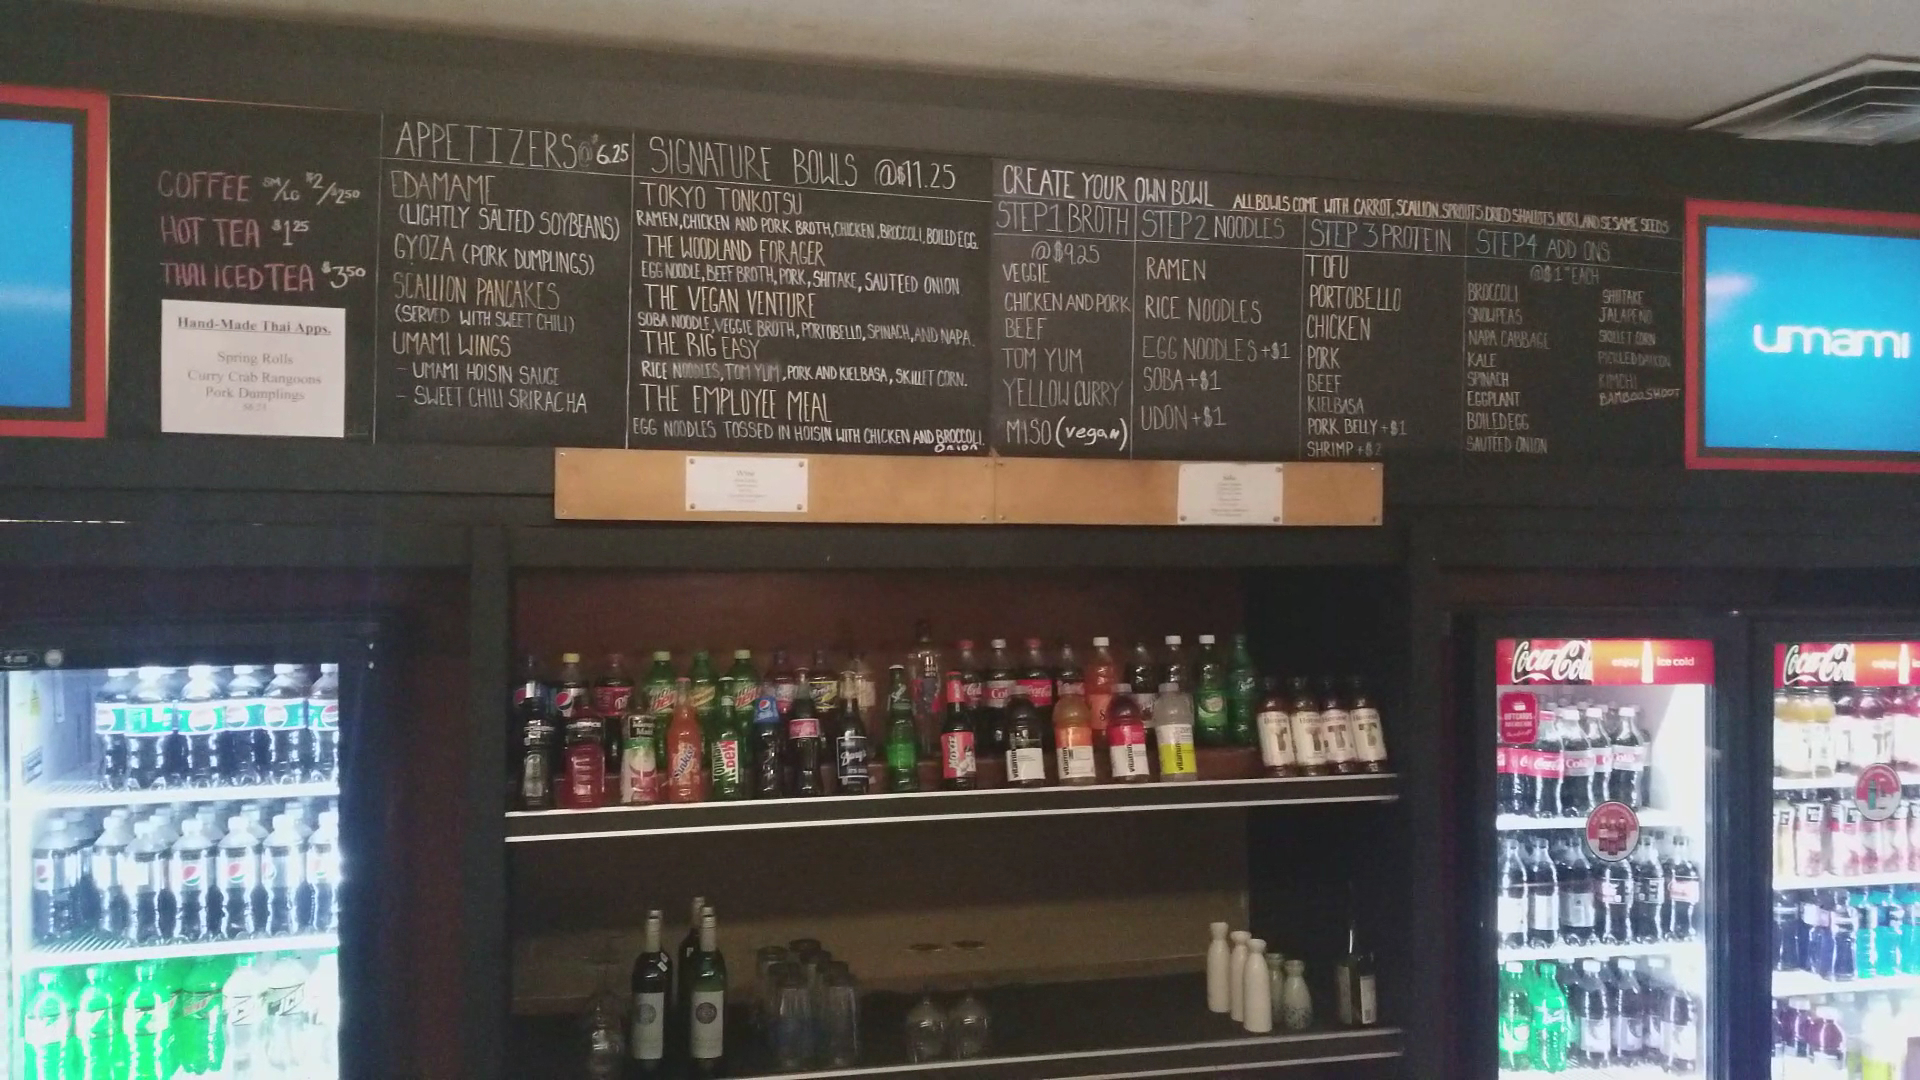 COFFEE SM/LG $2/$2.50
HOT TEA $1.25
THAI ICED TEA $3.50
Hand-Made Thai Apps.
Spring Rolls
Curry Crab Rangoons
Pork Dumplings
APPETIZERS @ $6.25
EDAMAME
(LIGHTLY SALTED SOYBEANS)
GYOZA (PORK DUMPLINGS)
SCALLION PANCAKES
(SERVED WITH SWEET CHILI)
UMAMI WINGS
- UMAMI HOISIN SAUCE
- SWEET CHILI SRIRACHA
SIGNATURE BOWLS @$11.25
TOKYO TONKOTSU
RAMEN, CHICKEN AND PORK BROTH, CHICKEN, BROCCOLI, BOILED EGG.
THE WOODLAND FORAGER
EGG NOODLE, BEEF BROTH, PORK, SHITAKE, SAUTEED ONION
THE VEGAN VENTURE
SOBA NOODLE, VEGGIE BROTH, PORTOBELLO, SPINACH, AND NAPA.
THE BIG EASY
RICE NOODLES, TOM YUM, PORK AND KIELBASA, SKILLET CORN.
THE EMPLOYEE MEAL
EGG NOODLES TOSSED IN HOISIN WITH CHICKEN AND BROCCOLI.
ONION
CREATE YOUR OWN BOWL ALL BOWLS COME WITH CARROT, SCALLION, SPROUTS, DRIED SHALLOTS, NORI, AND SESAME SEEDS
STEP 1 BROTH
@$9.25
VEGGIE
CHICKEN AND PORK
BEEF
TOM YUM
YELLOW CURRY
MISO (vegan)
STEP 2 NOODLES
RAMEN
RICE NOODLES
EGG NOODLES +$1
SOBA +$1
UDON +$1
STEP 3 PROTEIN
TOFU
PORTOBELLO
CHICKEN
PORK
BEEF
KIELBASA
PORK BELLY +$1
SHRIMP +$2
STEP 4 ADD ONS
EACH
BROCCOLI
SNOWPEAS
NAPA CABBAGE
KALE
SPINACH
EGGPLANT
BOILED EGG
SAUTÉED ONION
SHIITAKE
JALAPENO
SKILLET CORN
PICKLED DAIKON
KIMCHI
BAMBOO SHOOT
umami
Coca-Cola enjoy ice cold
Coca-Cola enjoy ice